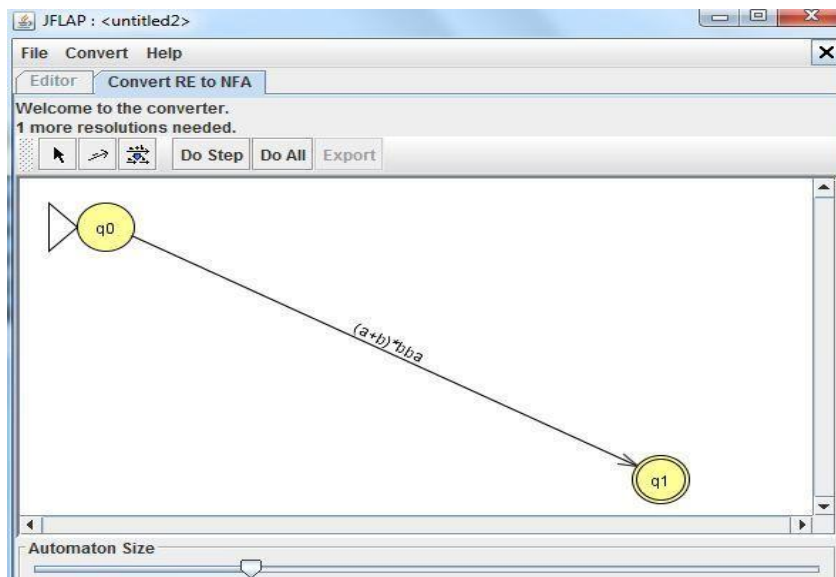 JFLAP : <untitled2>
File Convert Help
Editor Convert RE to NFA
Welcome to the converter.
1 more resolutions needed.
Do Step Do All Export
q0
(a+b)*bba
q1
Automaton Size